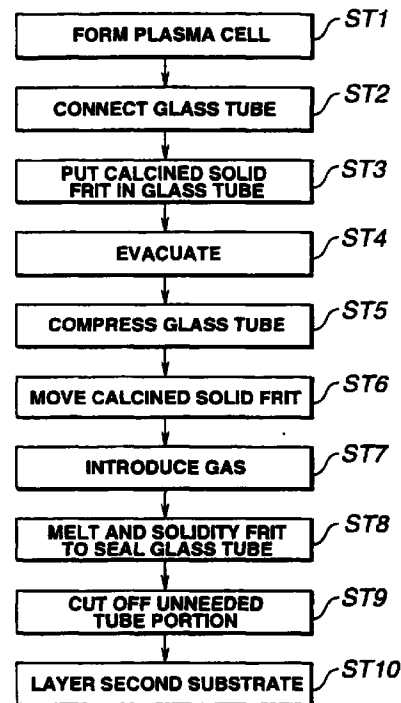 FORM PLASMA CELL
ST1
CONNECT GLASS TUBE
ST2
PUT CALCINED SOLID
FRIT IN GLASS TUBE
ST3
EVACUATE
ST4
COMPRESS GLASS TUBE
ST5
MOVE CALCINED SOLID FRIT
ST6
INTRODUCE GAS
ST7
MELT AND SOLIDITY FRIT
TO SEAL GLASS TUBE
ST8
CUT OFF UNNEEDED
TUBE PORTION
ST9
LAYER SECOND SUBSTRATE
ST10